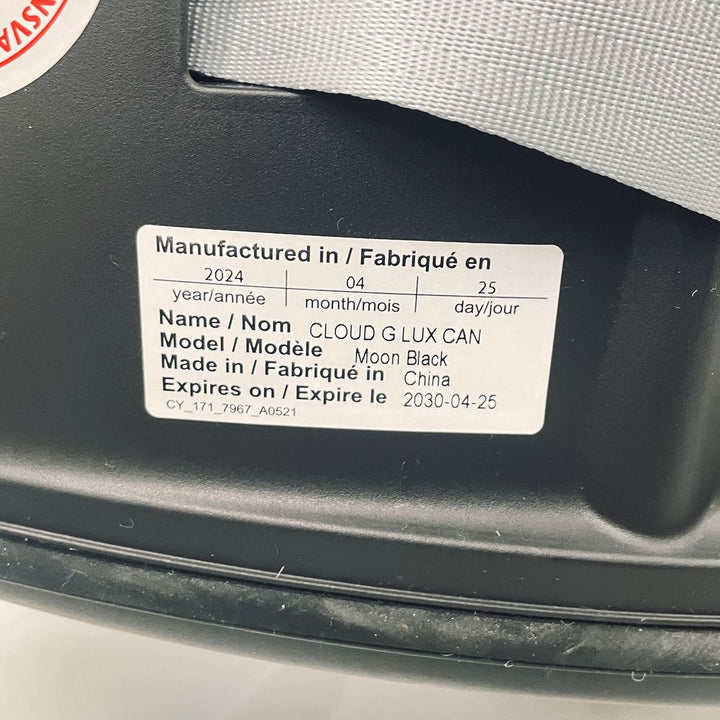 NSVA
Manufactured in / Fabriqué en
2024 04 25
year/année month/mois day/jour
Name / Nom CLOUD G LUX CAN
Model / Modèle Moon Black
Made in / Fabriqué in China
Expires on / Expire le 2030-04-25
CY_171_7967_A0521